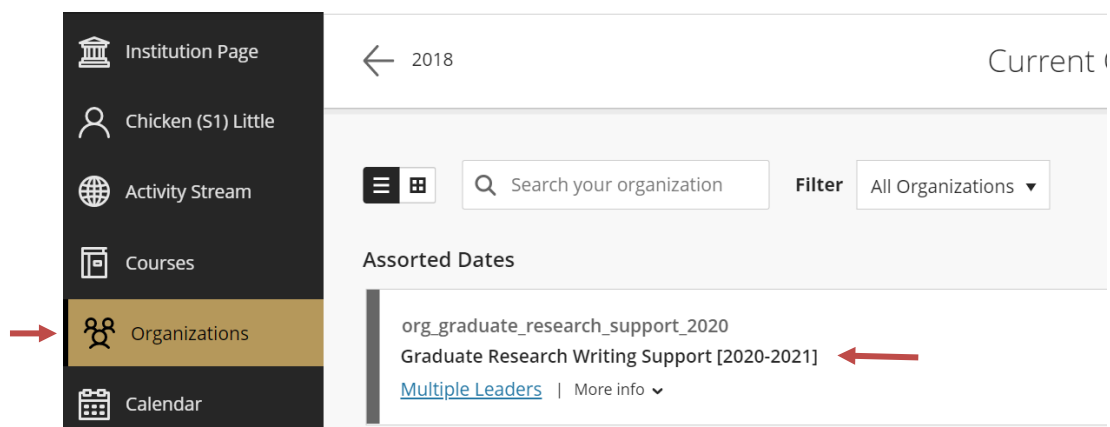 Institution Page
Chicken (S1) Little
Activity Stream
Courses
Organizations
Calendar
2018
Current
Search your organization
Filter
All Organizations
Assorted Dates
org_graduate_research_support_2020
Graduate Research Writing Support [2020-2021]
Multiple Leaders | More info